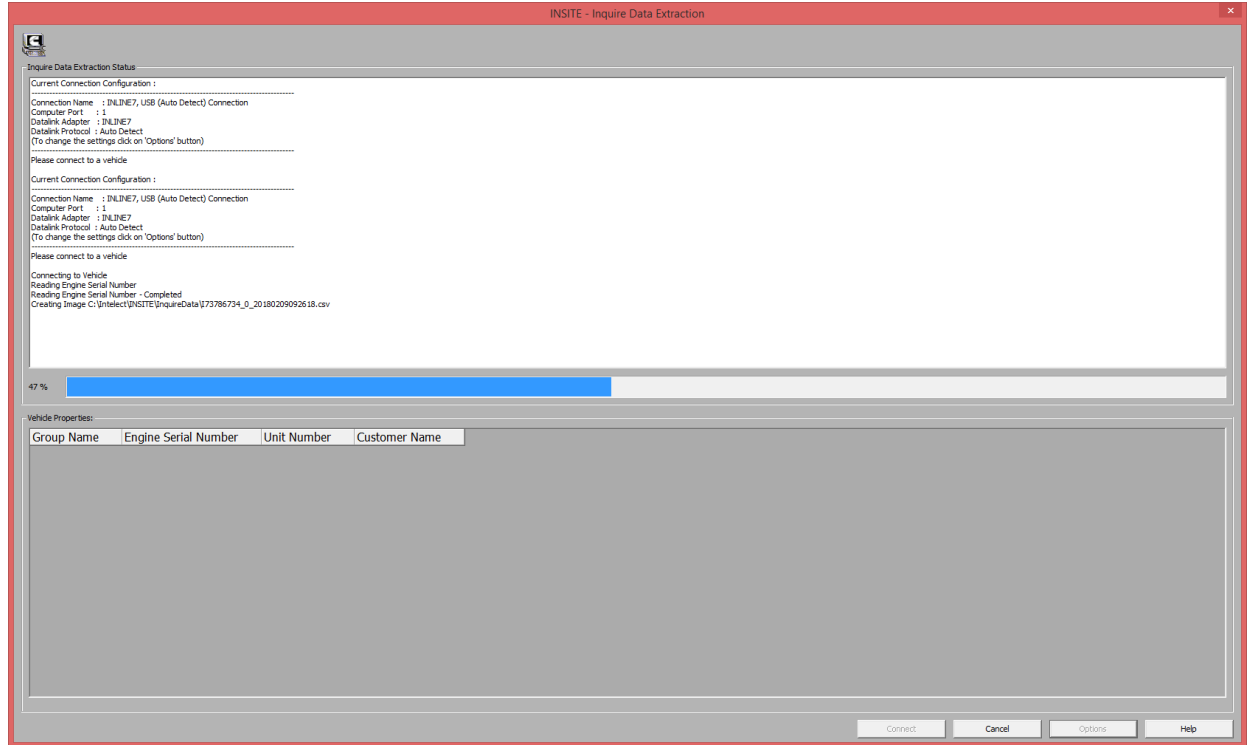 INSITE - Inquire Data Extraction
Inquire Data Extraction Status
Current Connection Configuration :
--------------------------------------------------------------------------------
Connection Name : INLINE7, USB (Auto Detect) Connection
Computer Port : 1
Datalink Adapter : INLINE7
Datalink Protocol : Auto Detect
(To change the settings click on 'Options' button)
--------------------------------------------------------------------------------
Please connect to a vehicle
Current Connection Configuration :
--------------------------------------------------------------------------------
Connection Name : INLINE7, USB (Auto Detect) Connection
Computer Port : 1
Datalink Adapter : INLINE7
Datalink Protocol : Auto Detect
(To change the settings click on 'Options' button)
--------------------------------------------------------------------------------
Please connect to a vehicle
Connecting to Vehicle
Reading Engine Serial Number
Reading Engine Serial Number - Completed
Creating Image C:\Intelect\INSITE\InquireData\I73786734_0_20180209092618.csv
47 %
Vehicle Properties:
Group Name Engine Serial Number Unit Number Customer Name
Connect Cancel Options Help